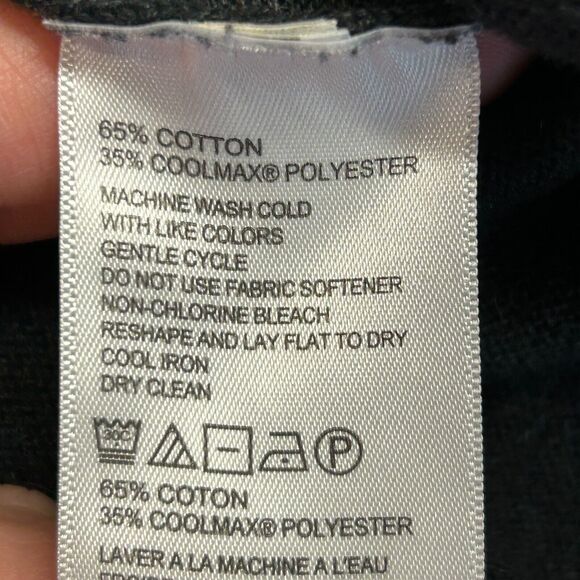 65% COTTON
35% COOLMAX® POLYESTER
MACHINE WASH COLD
WITH LIKE COLORS
GENTLE CYCLE
DO NOT USE FABRIC SOFTENER
NON-CHLORINE BLEACH
RESHAPE AND LAY FLAT TO DRY
COOL IRON
DRY CLEAN
30C P
65% COTON
35% COOLMAX® POLYESTER
LAVER A LA MACHINE A L'EAU